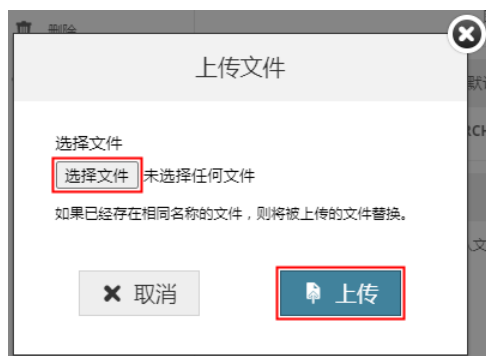 删除
上传文件
选择文件
选择文件 未选择任何文件
如果已经存在相同名称的文件，则将被上传的文件替换。
取消
上传